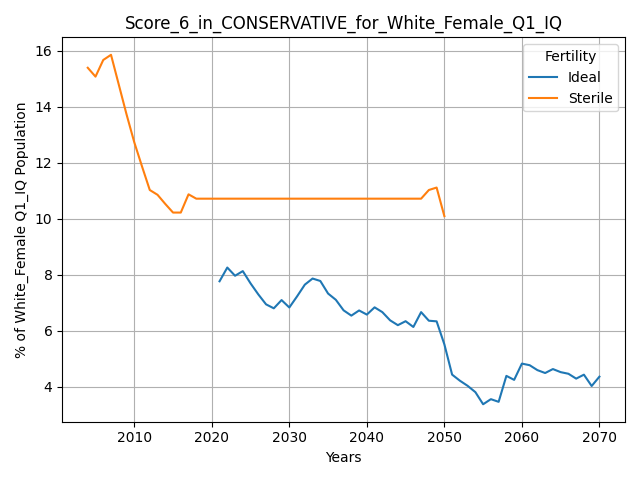 Score_6_in_CONSERVATIVE_for_White_Female_Q1_IQ
Fertility
Ideal
Sterile
% of White_Female Q1_IQ Population
16
14
12
10
8
6
4
2010
2020
2030
2040
2050
2060
2070
Years